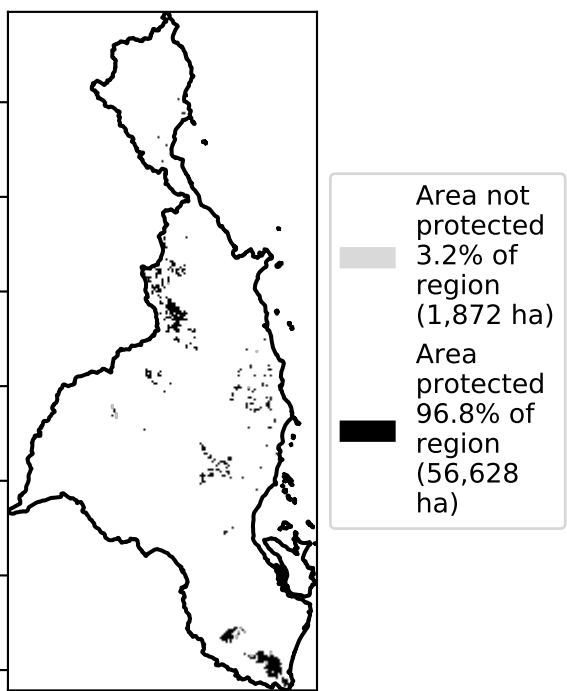 Area not
protected
3.2% of
region
(1,872 ha)
Area
protected
96.8% of
region
(56,628
ha)